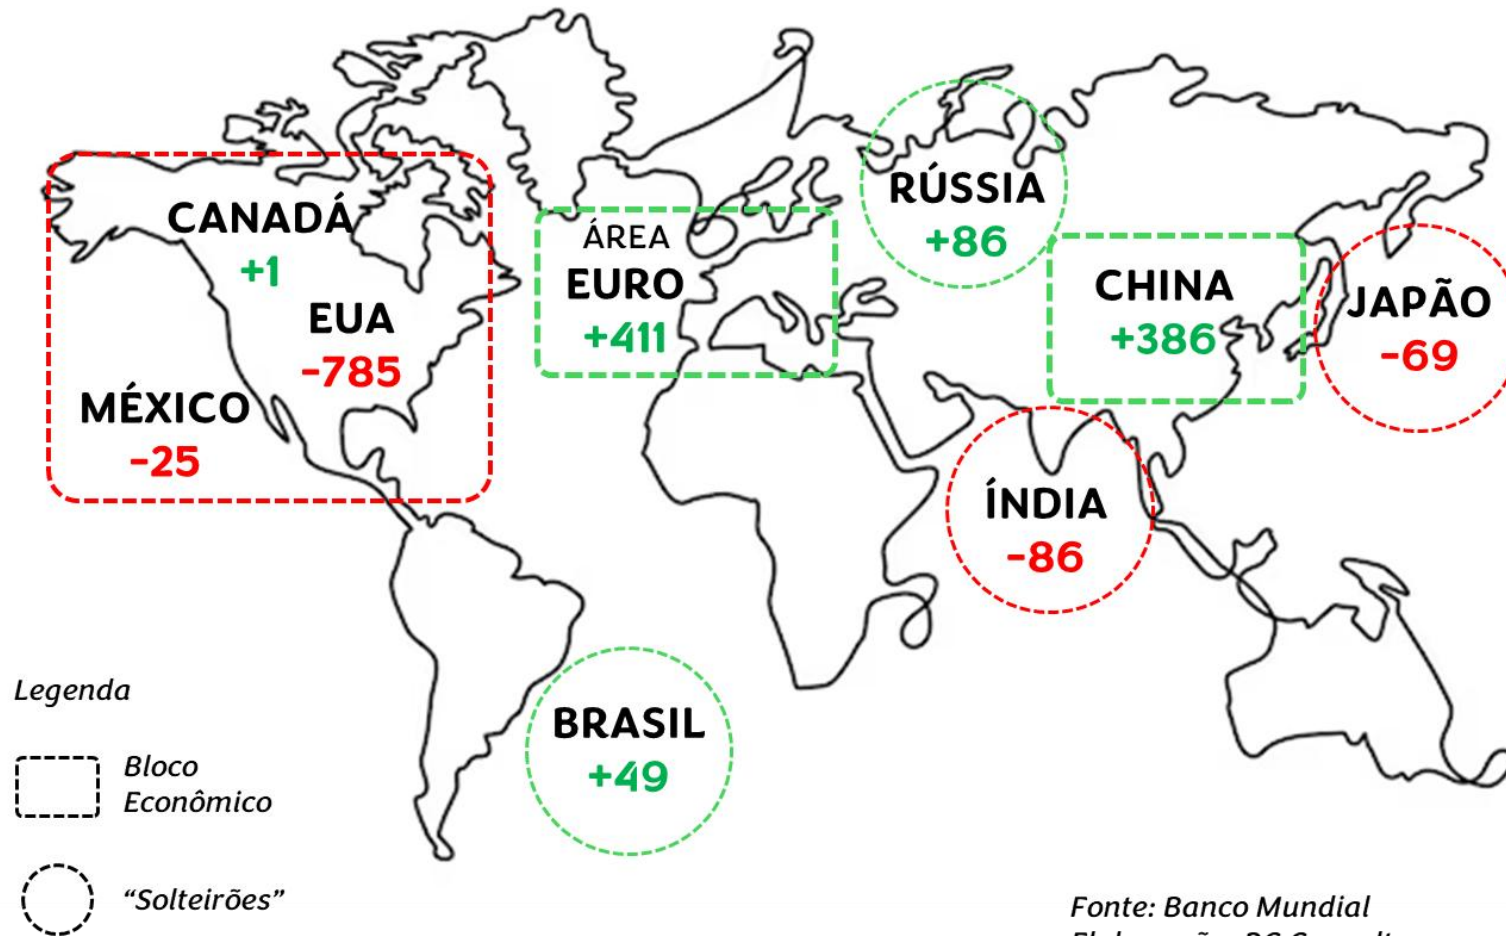 CANADÁ
+1
EUA
-785
MÉXICO
-25
ÁREA
EURO
+411
RÚSSIA
+86
CHINA
+386
JAPÃO
-69
ÍNDIA
-86
BRASIL
+49
Legenda
Bloco
Econômico
“Solteirões”
Fonte: Banco Mundial